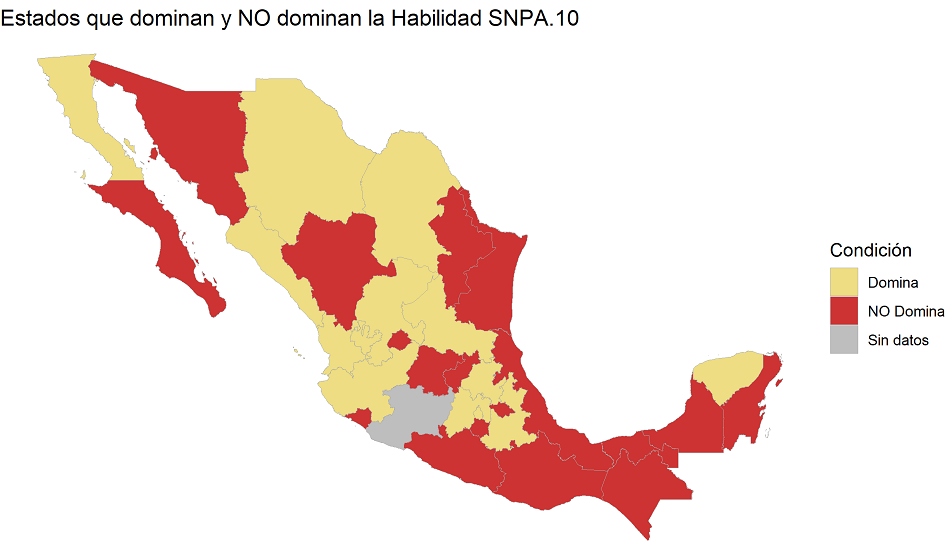 Estados que dominan y NO dominan la Habilidad SNPA.10
Condición
Domina
NO Domina
Sin datos